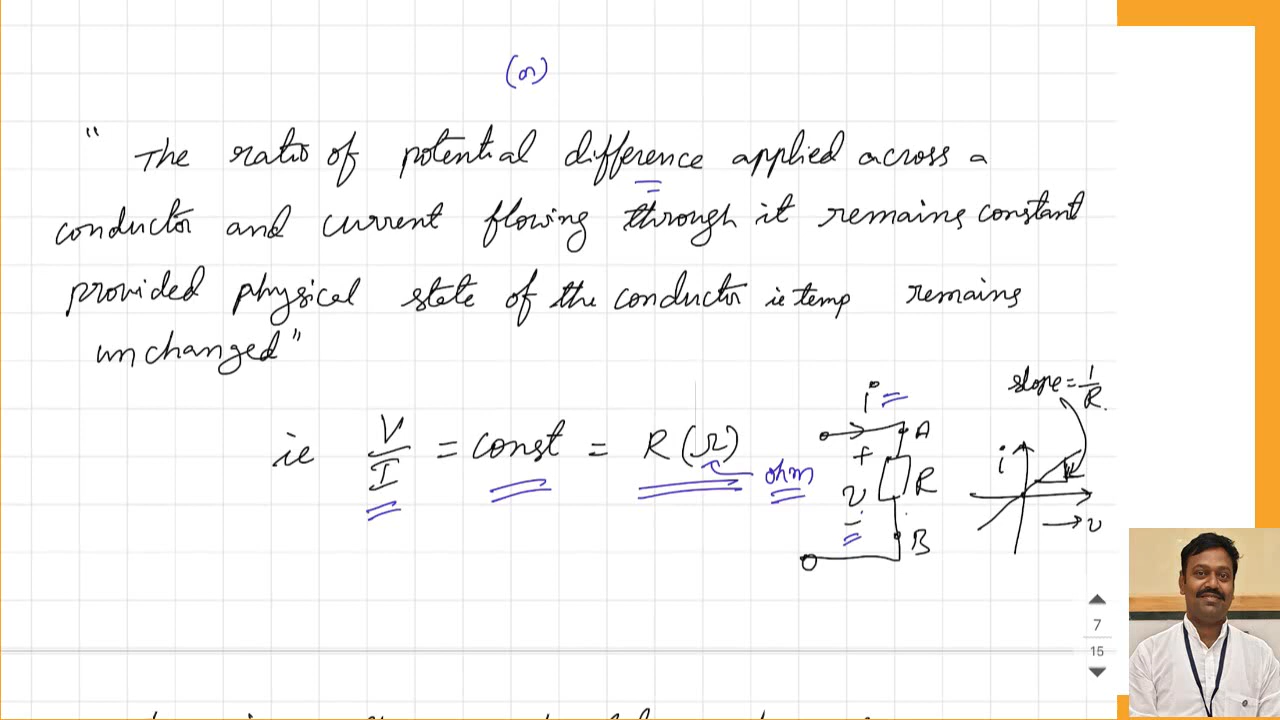 (or)
" The ratio of potential difference applied across a
conductor and current flowing through it remains constant
provided physical state of the conductor ie temp remains
unchanged"
ie V/I = const = R (Ω)
ohm
i
A
+
v
-
R
B
slope = 1/R.
i
→ v
7
15